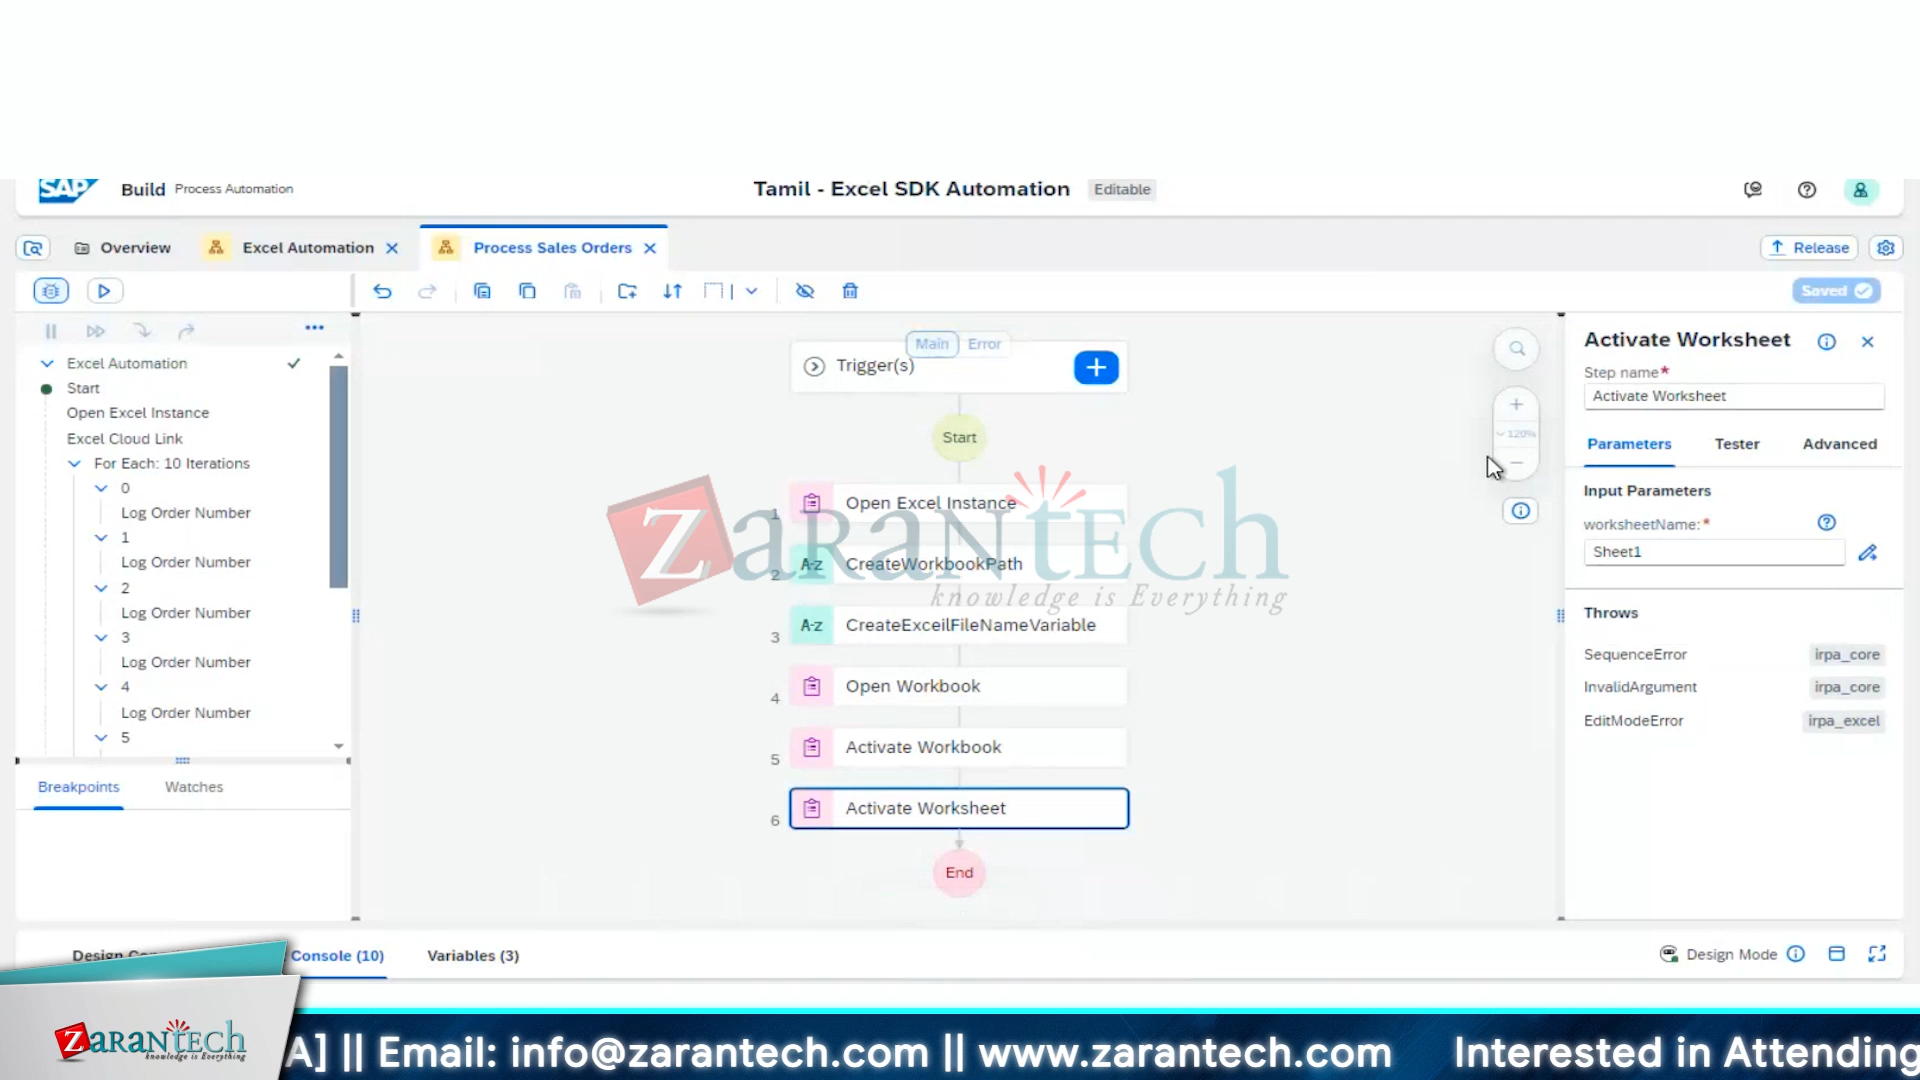 SAP Build Process Automation
Tamil - Excel SDK Automation Editable
Overview
Excel Automation
Process Sales Orders
Release
Saved
Excel Automation
Start
Open Excel Instance
Excel Cloud Link
For Each: 10 Iterations
0
Log Order Number
1
Log Order Number
2
Log Order Number
3
Log Order Number
4
Log Order Number
5
Breakpoints
Watches
Main Error
Trigger(s)
Start
1 Open Excel Instance
2 A-z CreateWorkbookPath
3 A-z CreateExceilFileNameVariable
4 Open Workbook
5 Activate Workbook
6 Activate Worksheet
End
ZaranTech
knowledge is Everything
120%
Activate Worksheet
Step name*
Activate Worksheet
Parameters Tester Advanced
Input Parameters
worksheetName:*
Sheet1
Throws
SequenceError irpa_core
InvalidArgument irpa_core
EditModeError irpa_excel
Design
Console (10)
Variables (3)
Design Mode
ZaranTech
knowledge is Everything
A] || Email: info@zarantech.com || www.zarantech.com Interested in Attending